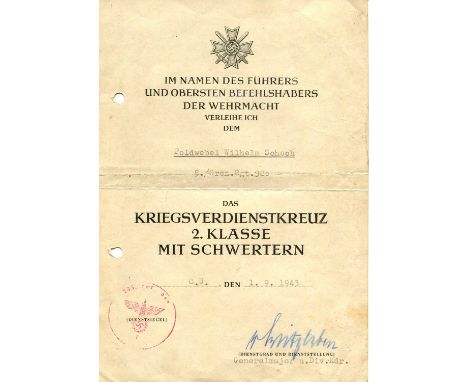 IM NAMEN DES FÜHRERS
UND OBERSTEN BEFEHLSHABERS
DER WEHRMACHT
VERLEIHE ICH
DEM
Feldwebel Wilhelm Schoch
DAS
KRIEGSVERDIENSTKREUZ
2. KLASSE
MIT SCHWERTERN
O.U. DEN 1. 9. 1943
(DIENSTSIEGEL)
(DIENSTGRAD UND DIENSTSTELLUNG)
Generalmajor u.Div.Kdr.